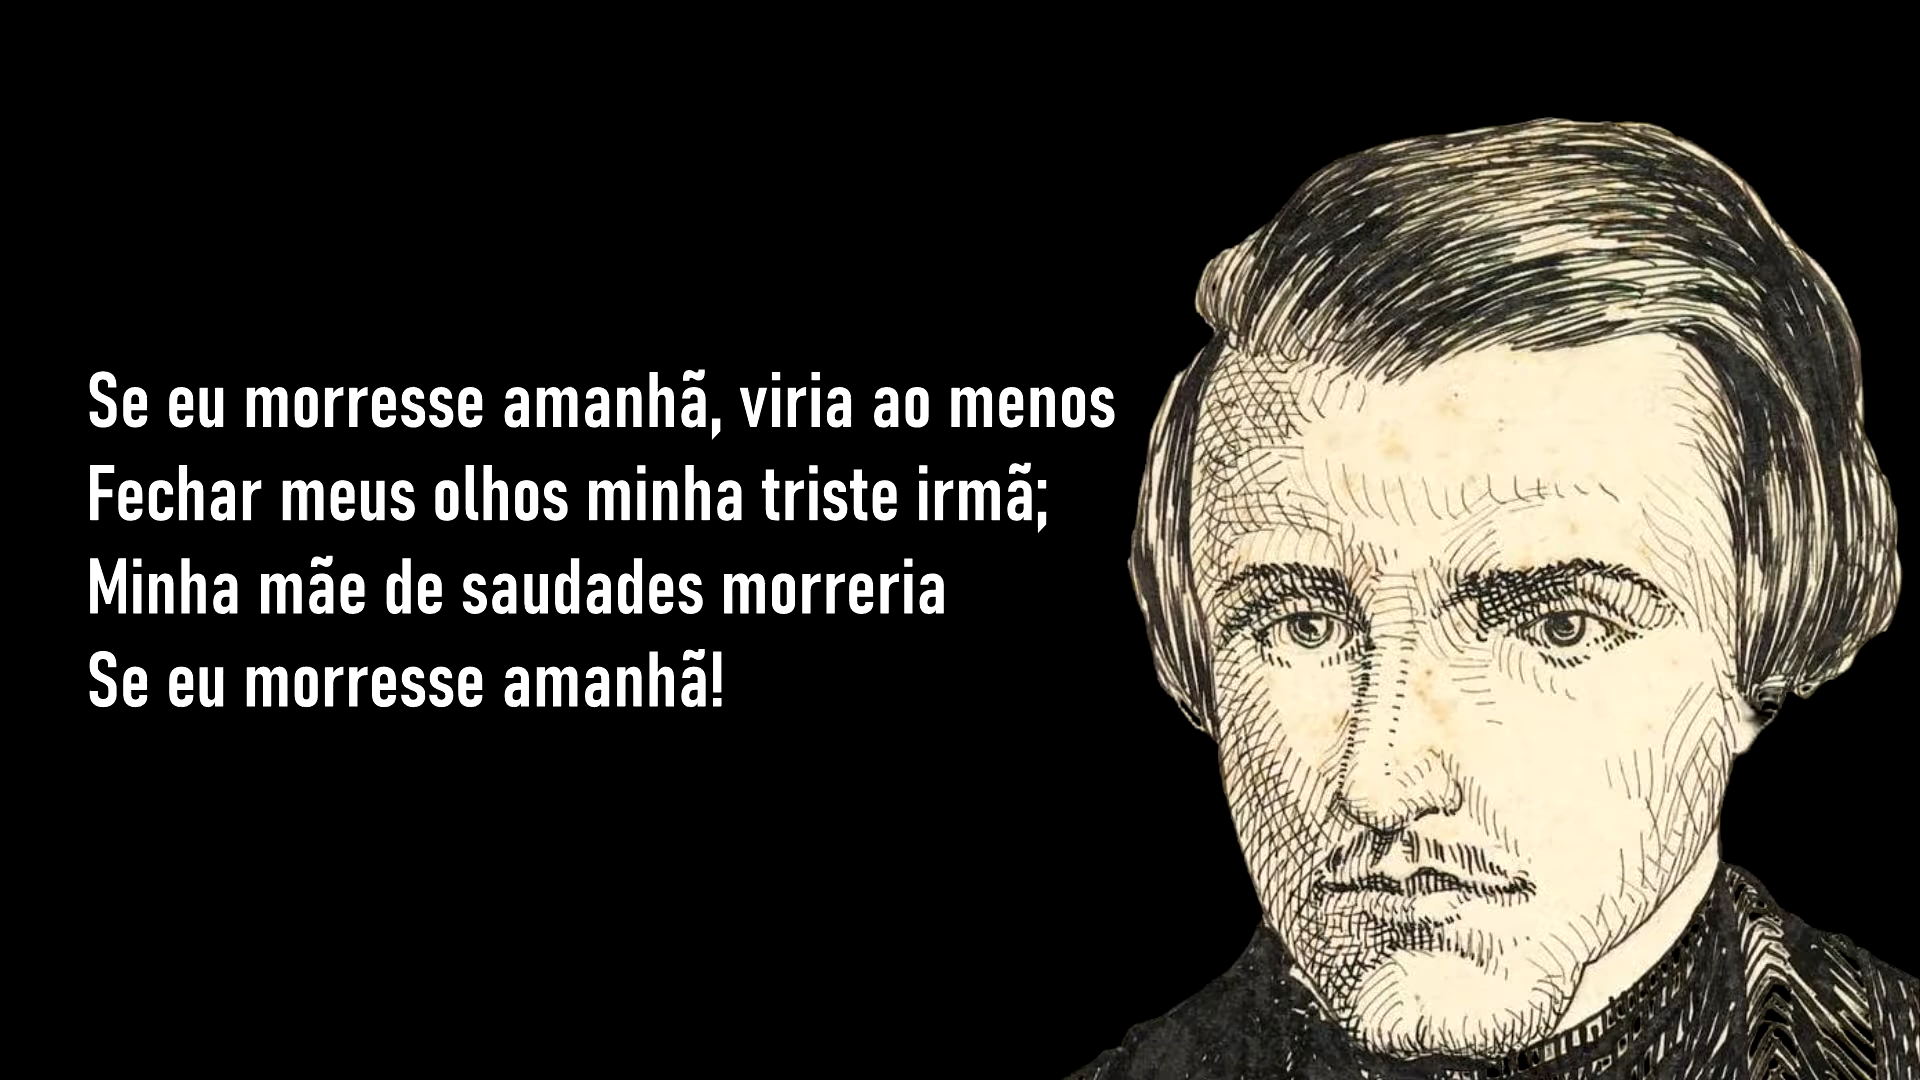 Se eu morresse amanhã, viria ao menos
Fechar meus olhos minha triste irmã;
Minha mãe de saudades morreria
Se eu morresse amanhã!